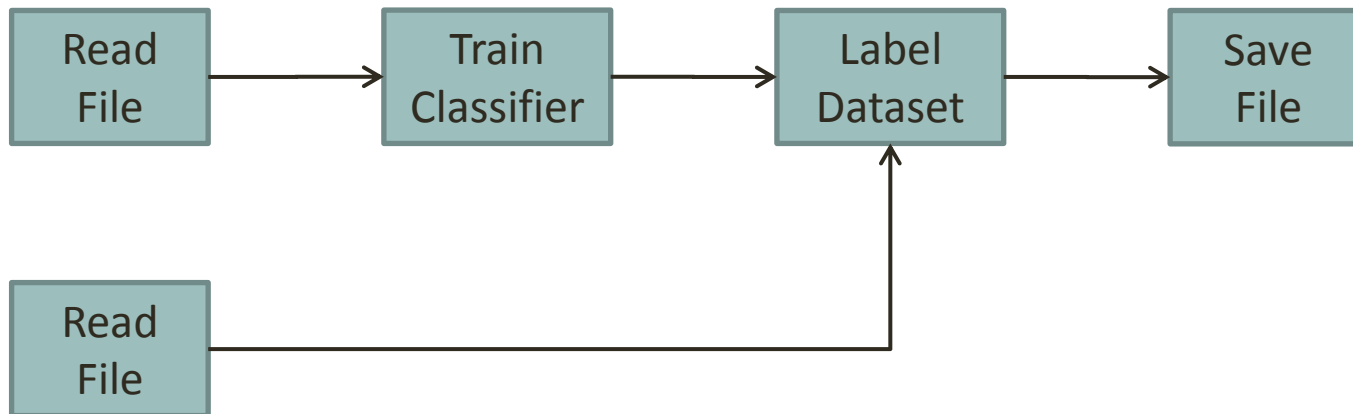 Read
File
Train
Classifier
Label
Dataset
Save
File
Read
File